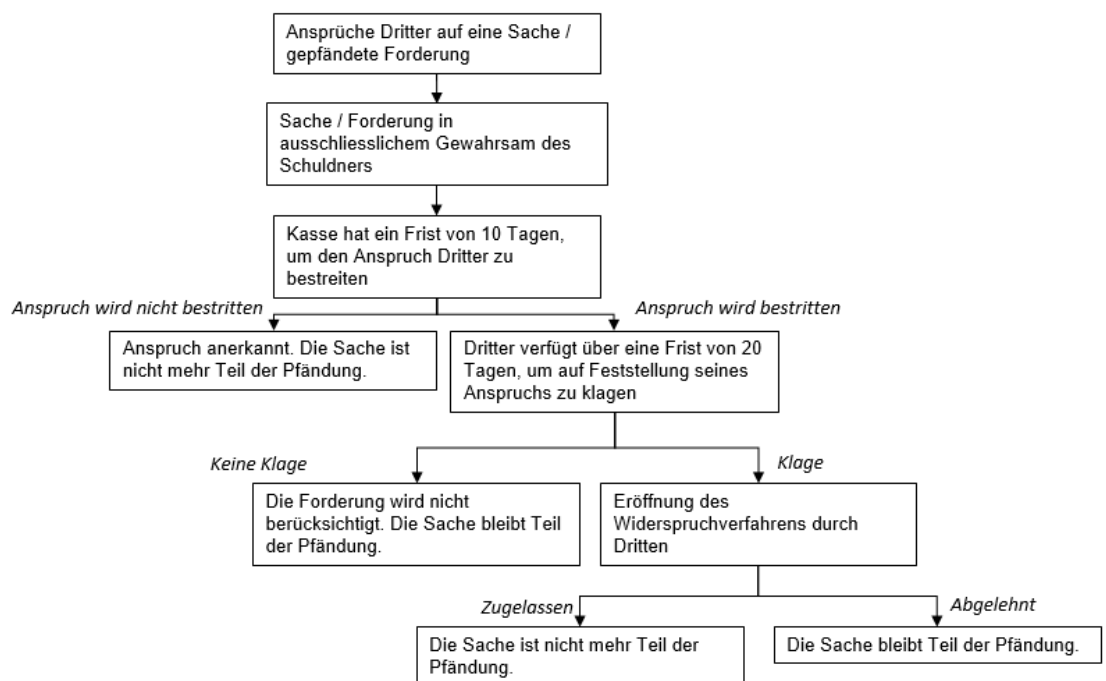 Ansprüche Dritter auf eine Sache /
gepfändete Forderung
Sache / Forderung in
ausschliesslichem Gewahrsam des
Schuldners
Kasse hat ein Frist von 10 Tagen,
um den Anspruch Dritter zu
bestreiten
Anspruch wird nicht bestritten
Anspruch wird bestritten
Anspruch anerkannt. Die Sache ist
nicht mehr Teil der Pfändung.
Dritter verfügt über eine Frist von 20
Tagen, um auf Feststellung seines
Anspruchs zu klagen
Keine Klage
Klage
Die Forderung wird nicht
berücksichtigt. Die Sache bleibt Teil
der Pfändung.
Eröffnung des
Widerspruchverfahrens durch
Dritten
Zugelassen
Abgelehnt
Die Sache ist nicht mehr Teil der
Pfändung.
Die Sache bleibt Teil der Pfändung.